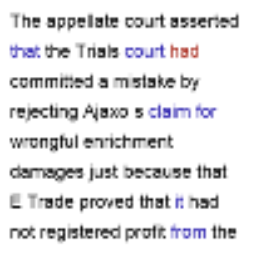 The appellate court asserted
that the Trials court had
committed a mistake by
rejecting Ajaxo s claim for
wrongful enrichment
damages just because that
E Trade proved that it had
not registered profit from the